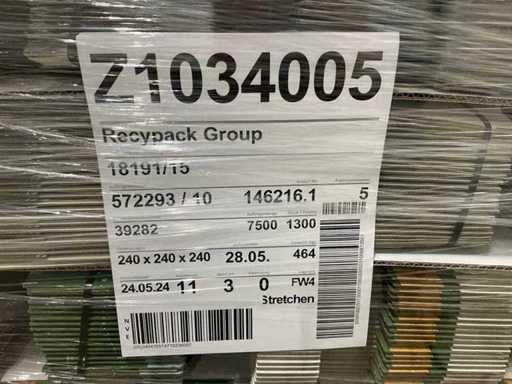 Z1034005
Recypack Group
18191/15
572293 / 10 146216.1 5
39282 7500 1300
240 x 240 x 240 28.05. 464
24.05.24 11 3 0 FW4
Stretchen
NVE